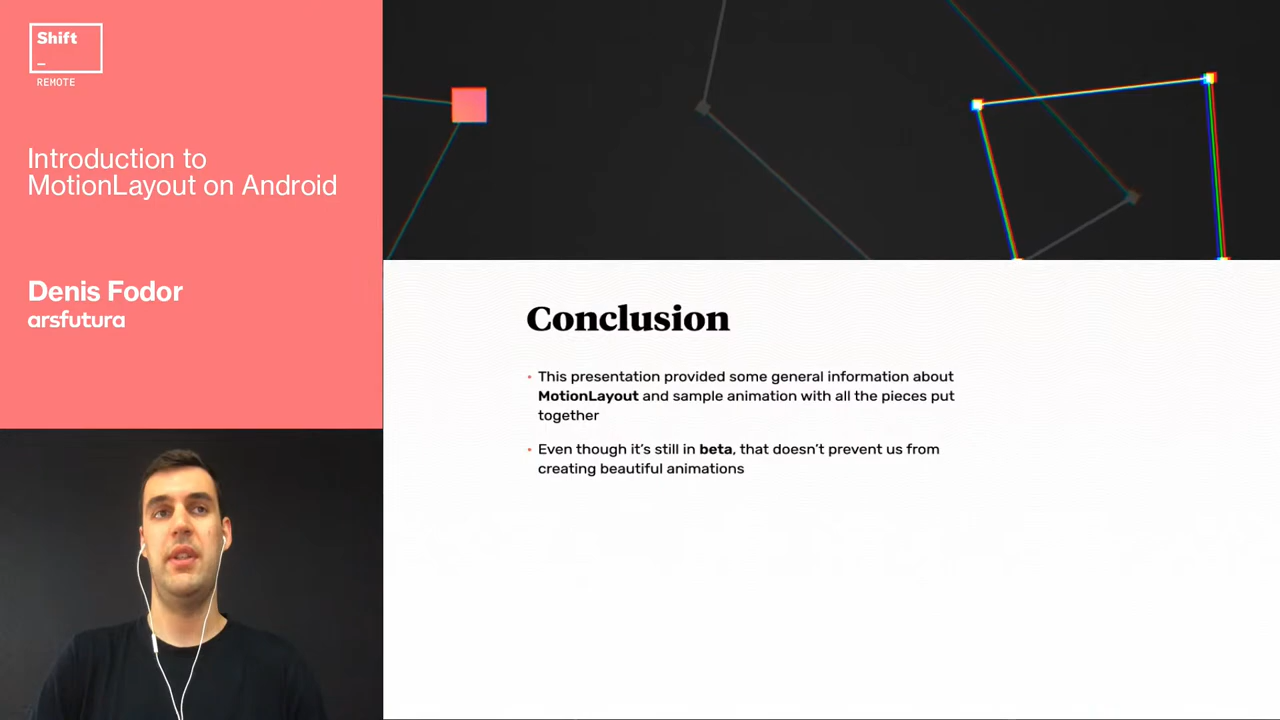 Shift
_
REMOTE
Introduction to
MotionLayout on Android
Denis Fodor
arsfutura
Conclusion
• This presentation provided some general information about
MotionLayout and sample animation with all the pieces put
together
• Even though it’s still in beta, that doesn’t prevent us from
creating beautiful animations